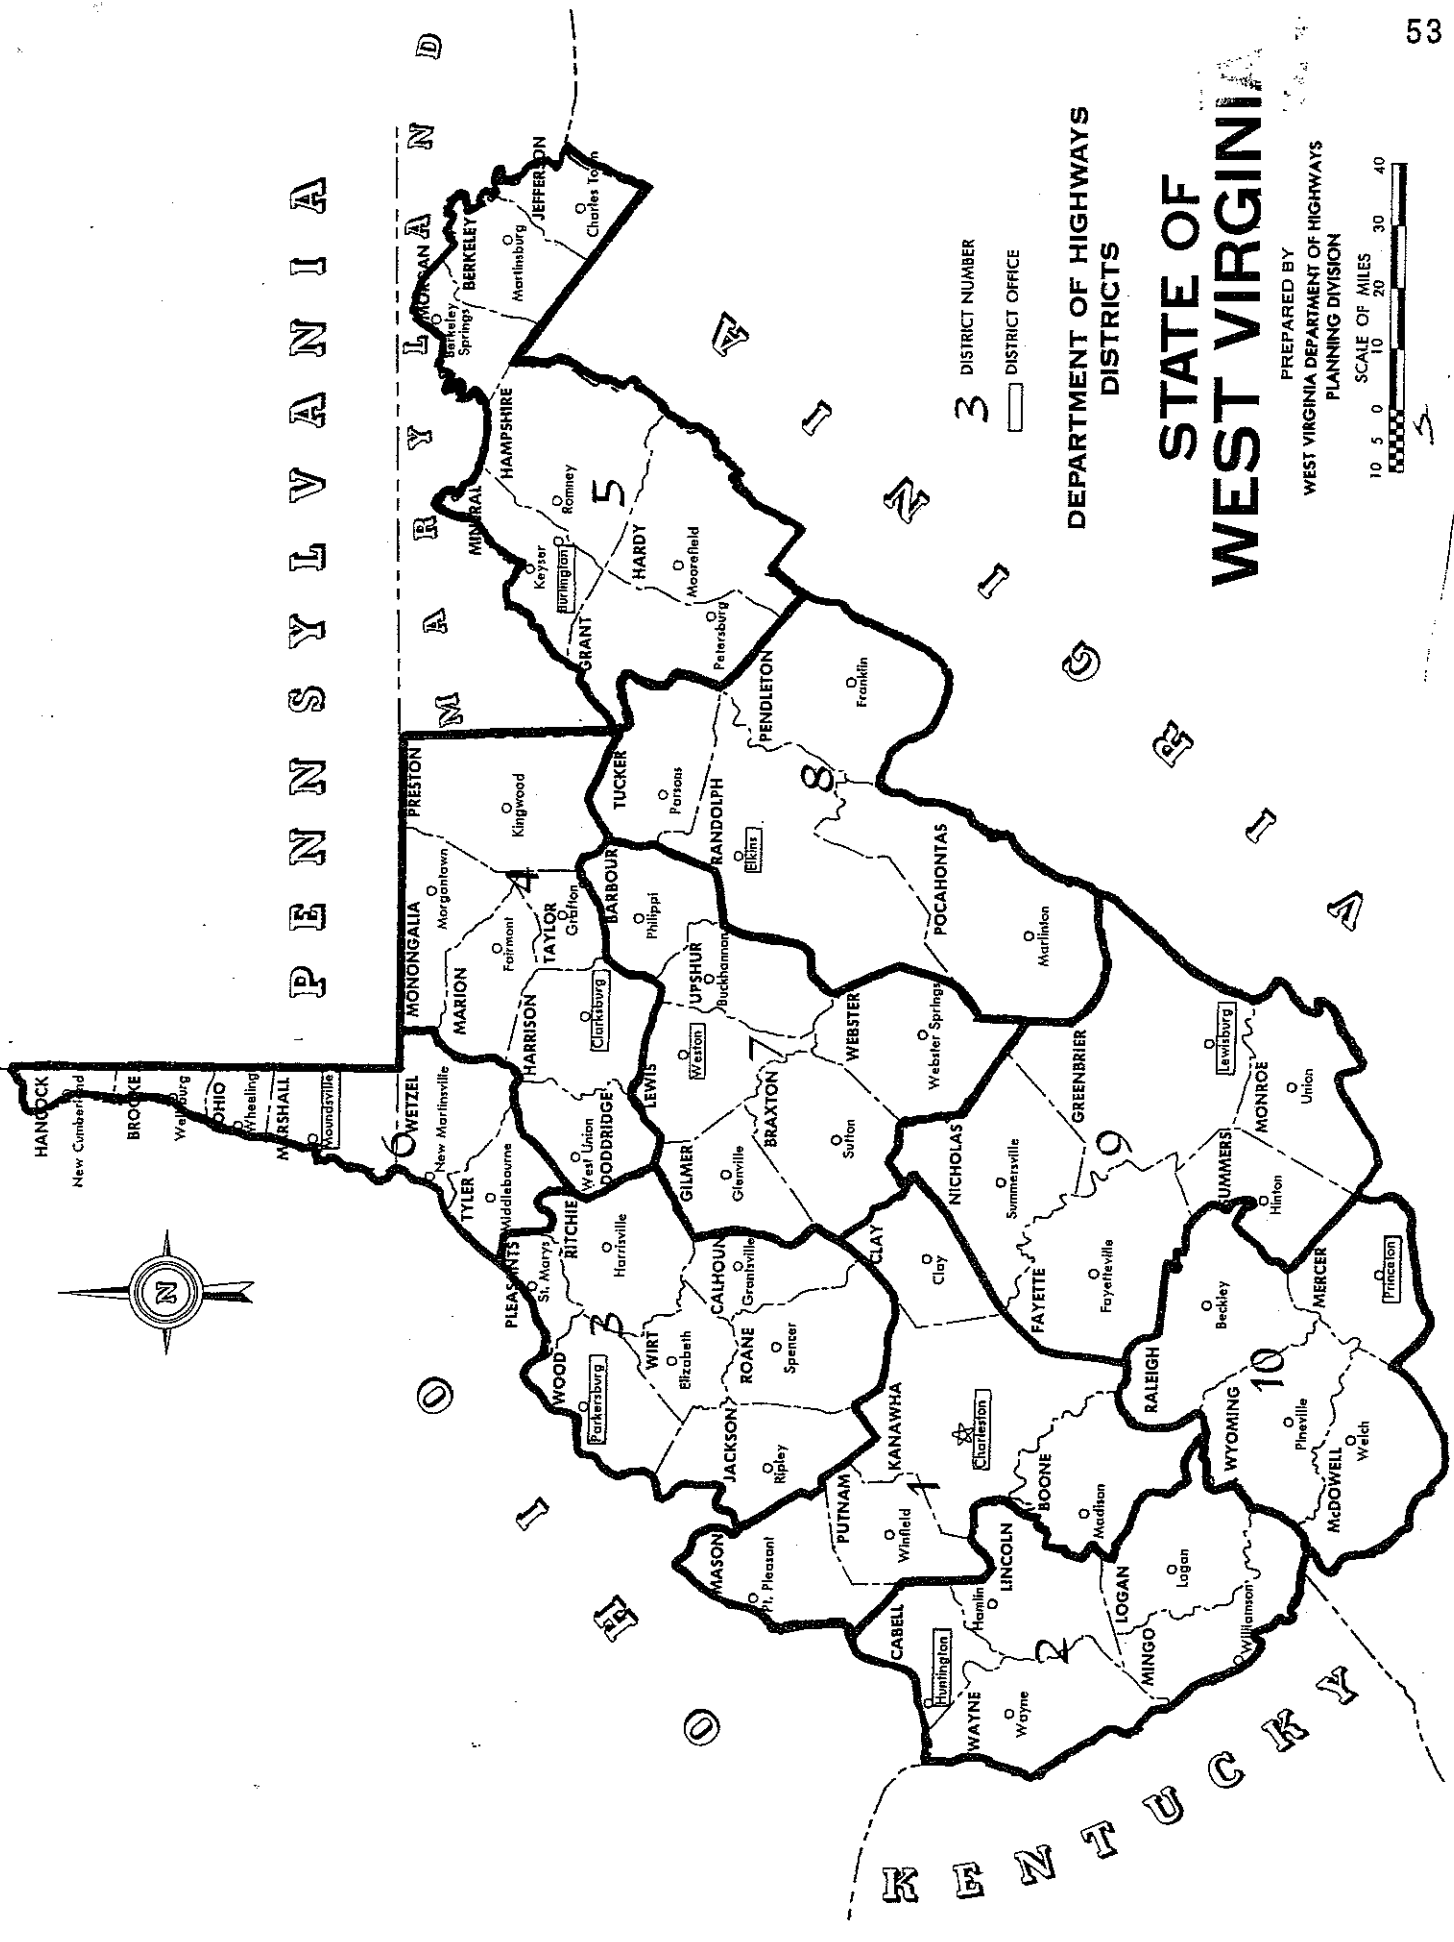 53
PENNSYLVANIA
MARYLAND
OHIO
KENTUCKY
VIRGINIA
N
HANCOCK
New Cumberland
BROOKE
Wellsburg
OHIO
Wheeling
MARSHALL
Moundsville
6
WETZEL
New Martinsville
TYLER
Middlebourne
MONONGALIA
Morgantown
PRESTON
Kingwood
MARION
Fairmont
4
TAYLOR
Grafton
HARRISON
Clarksburg
DODDRIDGE
West Union
PLEASANTS
St. Marys
RITCHIE
Harrisville
WOOD
Parkersburg
3
WIRT
Elizabeth
CALHOUN
Grantsville
ROANE
Spencer
JACKSON
Ripley
MORGAN
Berkeley
Springs
BERKELEY
Martinsburg
JEFFERSON
Charles Town
HAMPSHIRE
Romney
MINERAL
Keyser
Burlington
5
HARDY
Moorefield
GRANT
Petersburg
TUCKER
Parsons
RANDOLPH
Elkins
PENDLETON
Franklin
8
POCAHONTAS
Marlinton
BARBOUR
Philippi
UPSHUR
Buckhannon
LEWIS
Weston
7
GILMER
Glenville
BRAXTON
Sutton
WEBSTER
Webster Springs
MASON
Pt. Pleasant
PUTNAM
Winfield
1
KANAWHA
Charleston
CLAY
Clay
BOONE
Madison
CABELL
Huntington
WAYNE
Wayne
LINCOLN
Hamlin
2
LOGAN
Logan
MINGO
Williamson
NICHOLAS
Summersville
FAYETTE
Fayetteville
GREENBRIER
Lewisburg
9
SUMMERS
Hinton
MONROE
Union
RALEIGH
Beckley
10
WYOMING
Pineville
McDOWELL
Welch
MERCER
Princeton
3 DISTRICT NUMBER
DISTRICT OFFICE
DEPARTMENT OF HIGHWAYS
DISTRICTS
STATE OF
WEST VIRGINIA
PREPARED BY
WEST VIRGINIA DEPARTMENT OF HIGHWAYS
PLANNING DIVISION
SCALE OF MILES
10 5 0 10 20 30 40